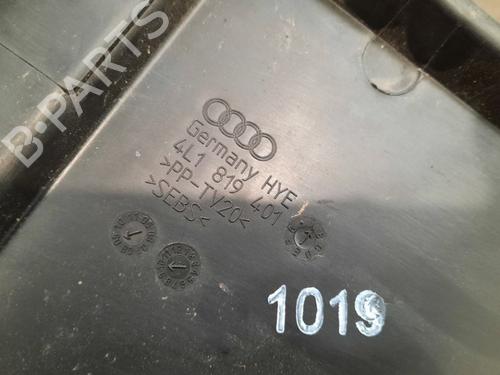 B-PARTS
Germany HYE
4L1 819 401
>PP-TV20<
>SEBS<
1019